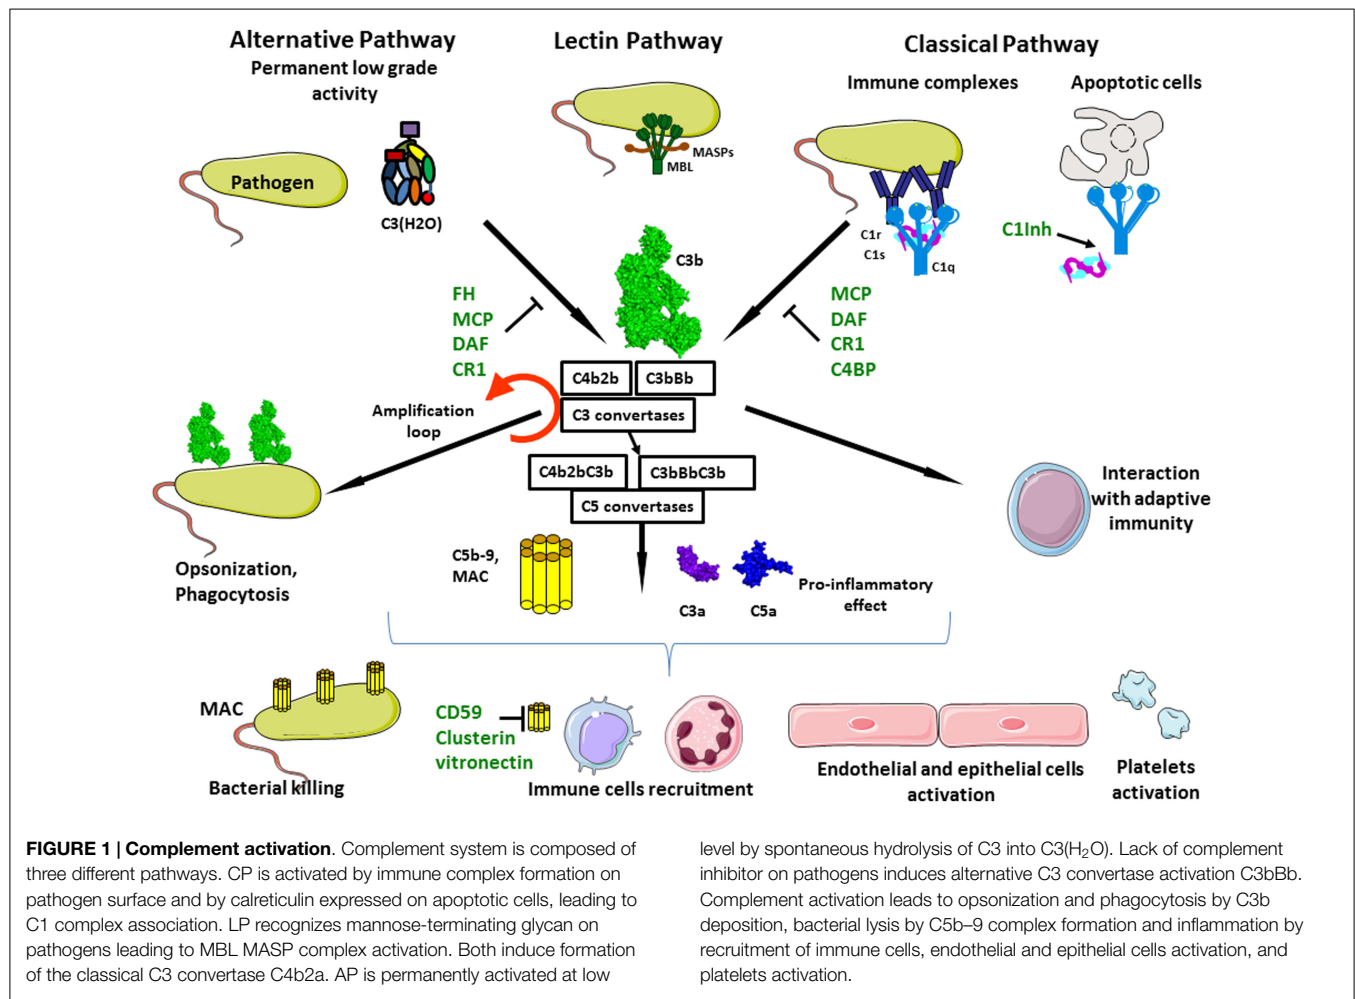 Alternative Pathway
Permanent low grade
activity
Pathogen
C3(H2O)
Lectin Pathway
MASPs
MBL
Classical Pathway
Immune complexes
Apoptotic cells
C1r
C1s
C1q
C1Inh
C3b
FH
MCP
DAF
CR1
MCP
DAF
CR1
C4BP
C4b2b
C3bBb
C3 convertases
Amplification
loop
C4b2bC3b
C3bBbC3b
C5 convertases
Opsonization,
Phagocytosis
Interaction
with adaptive
immunity
C5b-9,
MAC
C3a
C5a
Pro-inflammatory
effect
MAC
Bacterial killing
CD59
Clusterin
vitronectin
Immune cells recruitment
Endothelial and epithelial cells
activation
Platelets
activation
FIGURE 1 | Complement activation. Complement system is composed of
three different pathways. CP is activated by immune complex formation on
pathogen surface and by calreticulin expressed on apoptotic cells, leading to
C1 complex association. LP recognizes mannose-terminating glycan on
pathogens leading to MBL MASP complex activation. Both induce formation
of the classical C3 convertase C4b2a. AP is permanently activated at low
level by spontaneous hydrolysis of C3 into C3(H₂O). Lack of complement
inhibitor on pathogens induces alternative C3 convertase activation C3bBb.
Complement activation leads to opsonization and phagocytosis by C3b
deposition, bacterial lysis by C5b–9 complex formation and inflammation by
recruitment of immune cells, endothelial and epithelial cells activation, and
platelets activation.